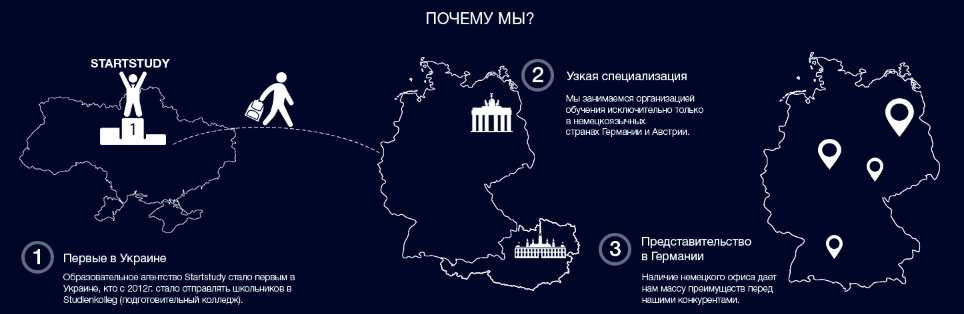 ПОЧЕМУ МЫ?
STARTSTUDY
1
1
Первые в Украине
Образовательное агентство Startstudy стало первым в
Украине, кто с 2012г. стало отправлять школьников в
Studienkolleg (подготовительный колледж).
2
Узкая специализация
Мы занимаемся организацией
обучения исключительно только
в немецкоязычных
странах Германии и Австрии.
3
Представительство
в Германии
Наличие немецкого офиса дает
нам массу преимуществ перед
нашими конкурентами.